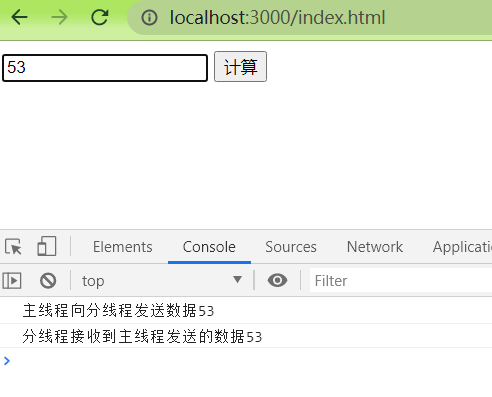 localhost:3000/index.html
53 计算
Elements Console Sources Network Applicati
top Filter
主线程向分线程发送数据53
分线程接收到主线程发送的数据53